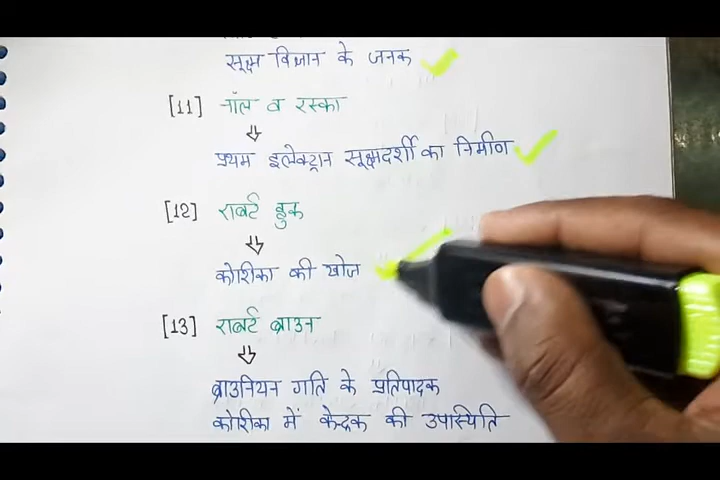 सूक्ष्म विज्ञान के जनक
[11] नॉल व रस्का
प्रथम इलेक्ट्रान सूक्ष्मदर्शी का निर्माण
[12] राबर्ट हुक
कोशिका की खोज
[13] राबर्ट ब्राउन
ब्राउनियन गति के प्रतिपादक
कोशिका में केन्द्रक की उपस्थिति